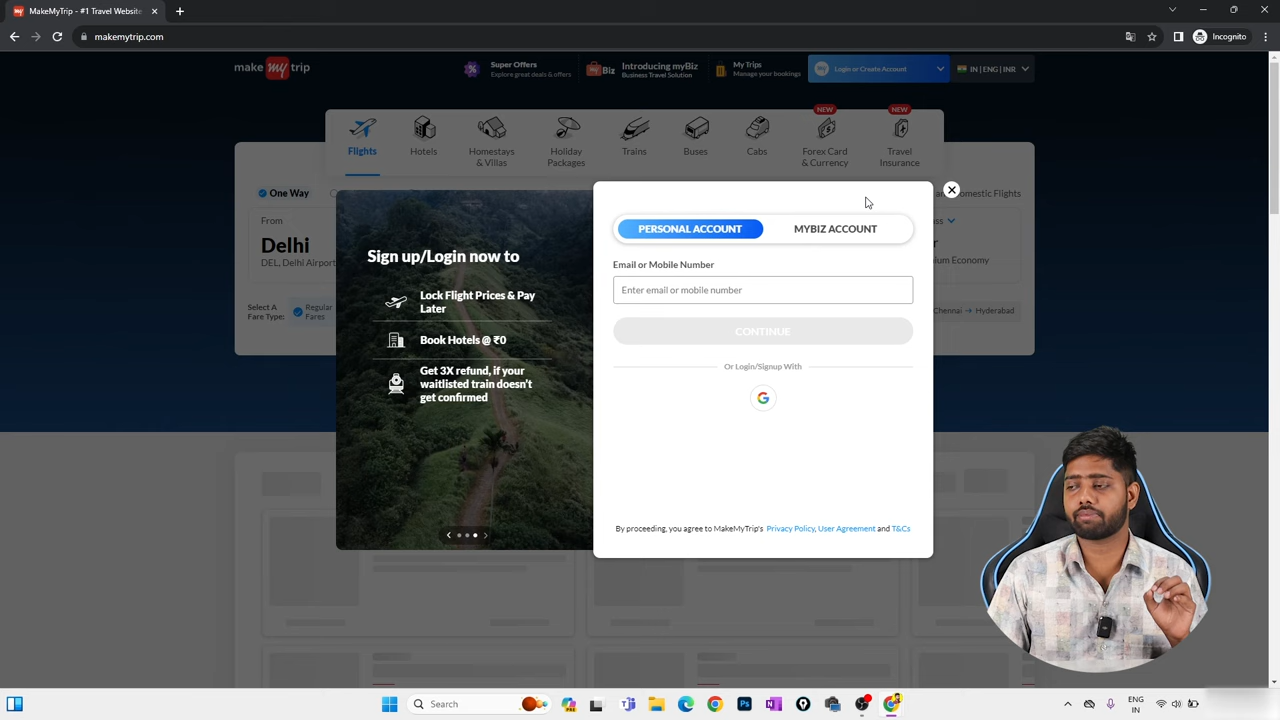 MakeMyTrip - #1 Travel Website
makemytrip.com
Incognito
make my trip
Super Offers
Explore great deals & offers
Biz
Introducing myBiz
Business Travel Solution
My Trips
Manage your bookings
my
Login or Create Account
IN | ENG | INR
NEW
NEW
Flights
Hotels
Homestays
& Villas
Holiday
Packages
Trains
Buses
Cabs
Forex Card
& Currency
Travel
Insurance
One Way
Domestic Flights
From
Delhi
DEL, Delhi Airport
Economy
Select A
Fare Type:
Regular
Fares
Chennai → Hyderabad
Sign up/Login now to
Lock Flight Prices & Pay
Later
Book Hotels @ ₹0
Get 3X refund, if your
waitlisted train doesn't
get confirmed
PERSONAL ACCOUNT
MYBIZ ACCOUNT
Email or Mobile Number
Enter email or mobile number
CONTINUE
Or Login/Signup With
By proceeding, you agree to MakeMyTrip's Privacy Policy, User Agreement and T&Cs
Search
ENG
IN